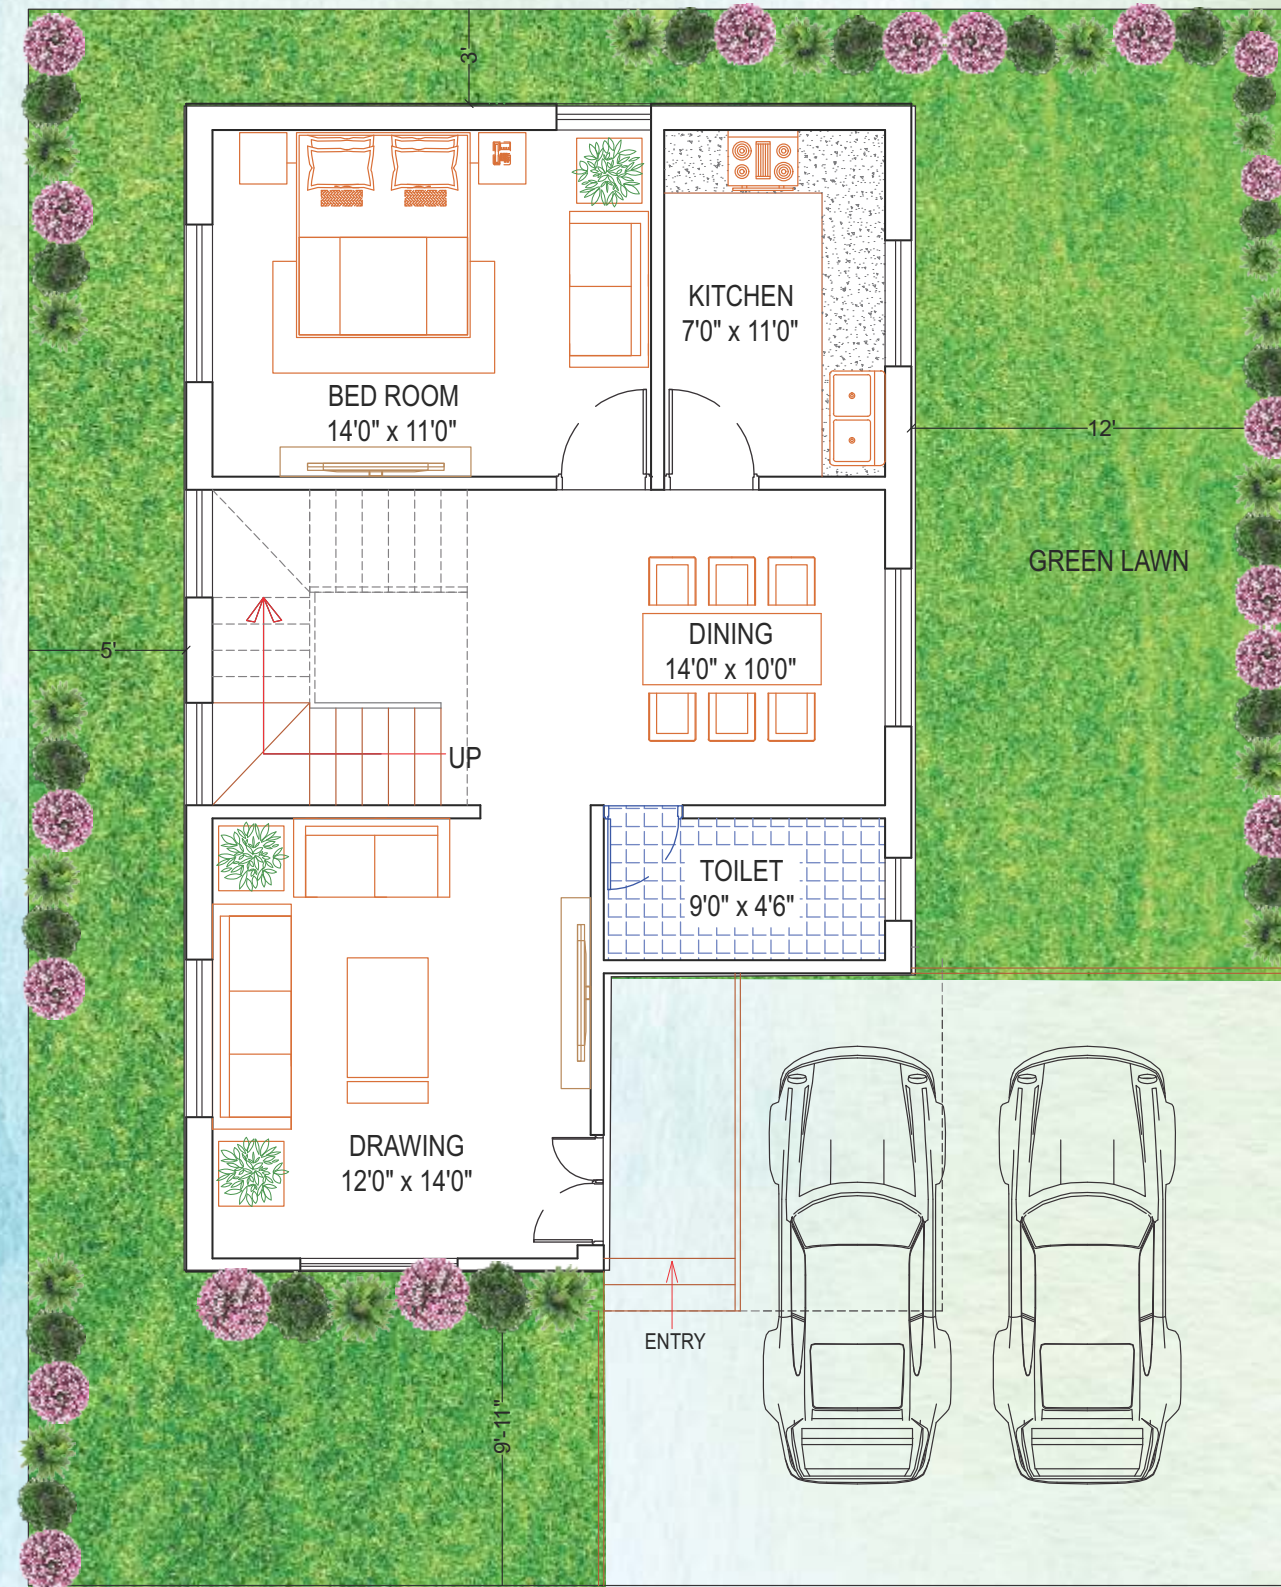 3'
KITCHEN
7'0" x 11'0"
BED ROOM
14'0" x 11'0"
12'
GREEN LAWN
DINING
14'0" x 10'0"
5'
UP
TOILET
9'0" x 4'6"
DRAWING
12'0" x 14'0"
ENTRY
9'-11"